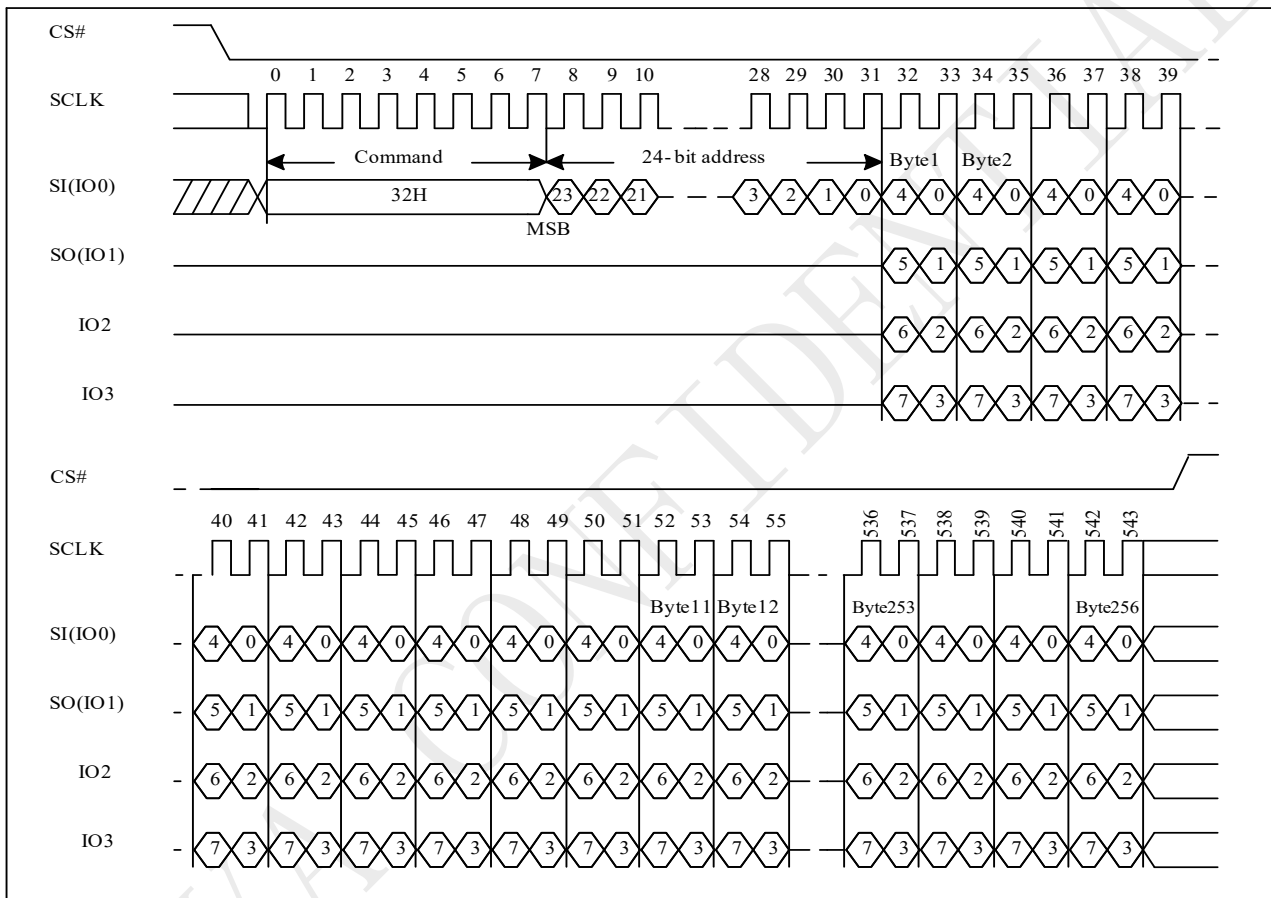 CS#
0 1 2 3 4 5 6 7 8 9 10 28 29 30 31 32 33 34 35 36 37 38 39
SCLK
Command 24-bit address Byte1 Byte2
SI(IO0) 32H 23 22 21 3 2 1 0 4 0 4 0 4 0 4 0
MSB
SO(IO1) 5 1 5 1 5 1 5 1
IO2 6 2 6 2 6 2 6 2
IO3 7 3 7 3 7 3 7 3
CS#
40 41 42 43 44 45 46 47 48 49 50 51 52 53 54 55 536 537 538 539 540 541 542 543
SCLK
Byte11 Byte12 Byte253 Byte256
SI(IO0) 4 0 4 0 4 0 4 0 4 0 4 0 4 0 4 0 4 0 4 0 4 0 4 0
SO(IO1) 5 1 5 1 5 1 5 1 5 1 5 1 5 1 5 1 5 1 5 1 5 1 5 1
IO2 6 2 6 2 6 2 6 2 6 2 6 2 6 2 6 2 6 2 6 2 6 2 6 2
IO3 7 3 7 3 7 3 7 3 7 3 7 3 7 3 7 3 7 3 7 3 7 3 7 3
CONFIDENTIAL